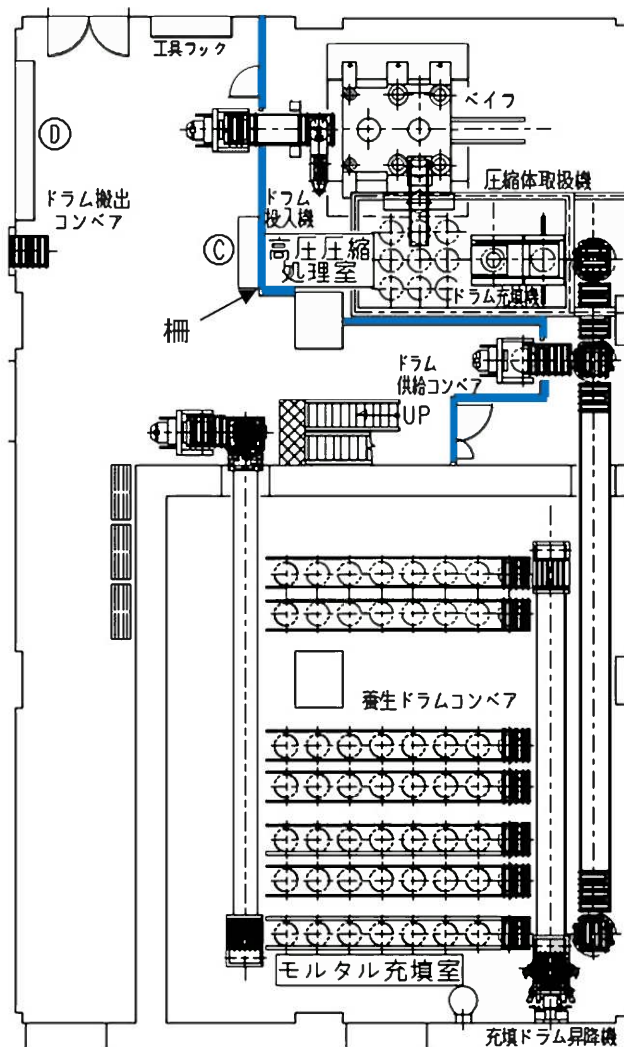 工具ラック
ベイラ
Ⓓ
ドラム搬出
コンベア
圧縮体取扱機
ドラム
投入機
Ⓒ
高圧圧縮
処理室
ドラム充填機
柵
ドラム
供給コンベア
UP
養生ドラムコンベア
モルタル充填室
充填ドラム昇降機